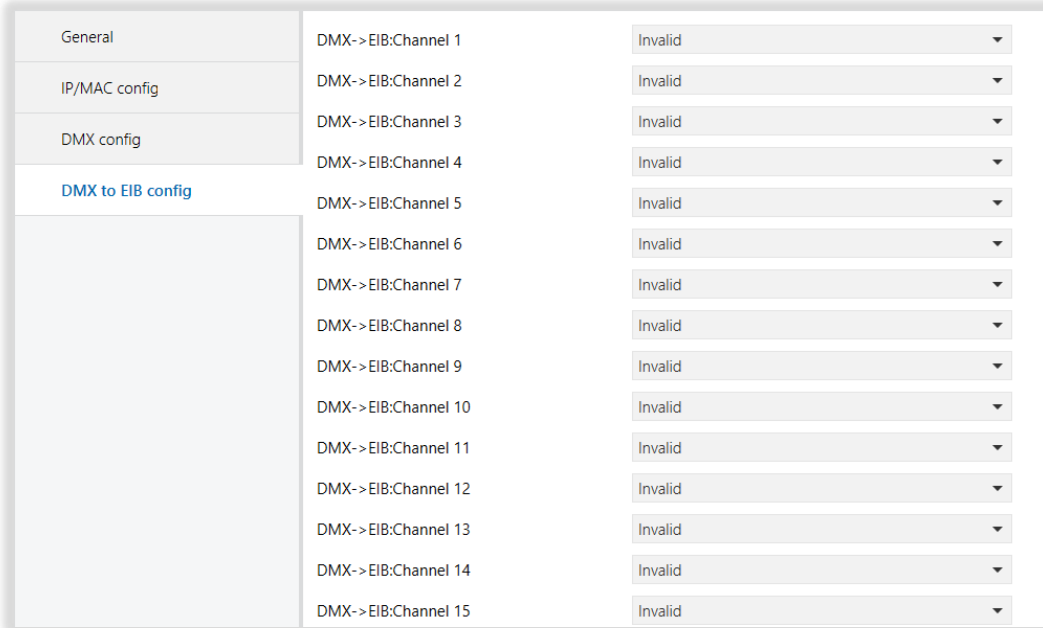 General
IP/MAC config
DMX config
DMX to EIB config
DMX->EIB:Channel 1 Invalid
DMX->EIB:Channel 2 Invalid
DMX->EIB:Channel 3 Invalid
DMX->EIB:Channel 4 Invalid
DMX->EIB:Channel 5 Invalid
DMX->EIB:Channel 6 Invalid
DMX->EIB:Channel 7 Invalid
DMX->EIB:Channel 8 Invalid
DMX->EIB:Channel 9 Invalid
DMX->EIB:Channel 10 Invalid
DMX->EIB:Channel 11 Invalid
DMX->EIB:Channel 12 Invalid
DMX->EIB:Channel 13 Invalid
DMX->EIB:Channel 14 Invalid
DMX->EIB:Channel 15 Invalid